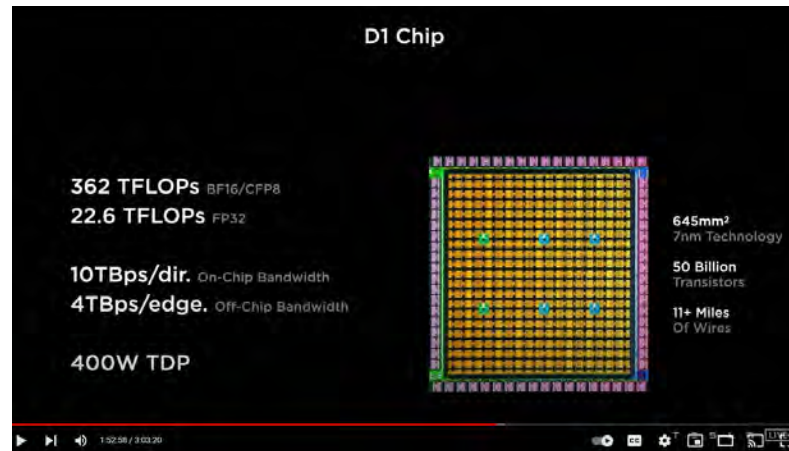 D1 Chip
362 TFLOPs BF16/CFP8
22.6 TFLOPs FP32
10TBps/dir. On-Chip Bandwidth
4TBps/edge. Off-Chip Bandwidth
400W TDP
645mm²
7nm Technology
50 Billion
Transistors
11+ Miles
Of Wires
1:52:58 / 3:03:20
CC
T
S
LIVE